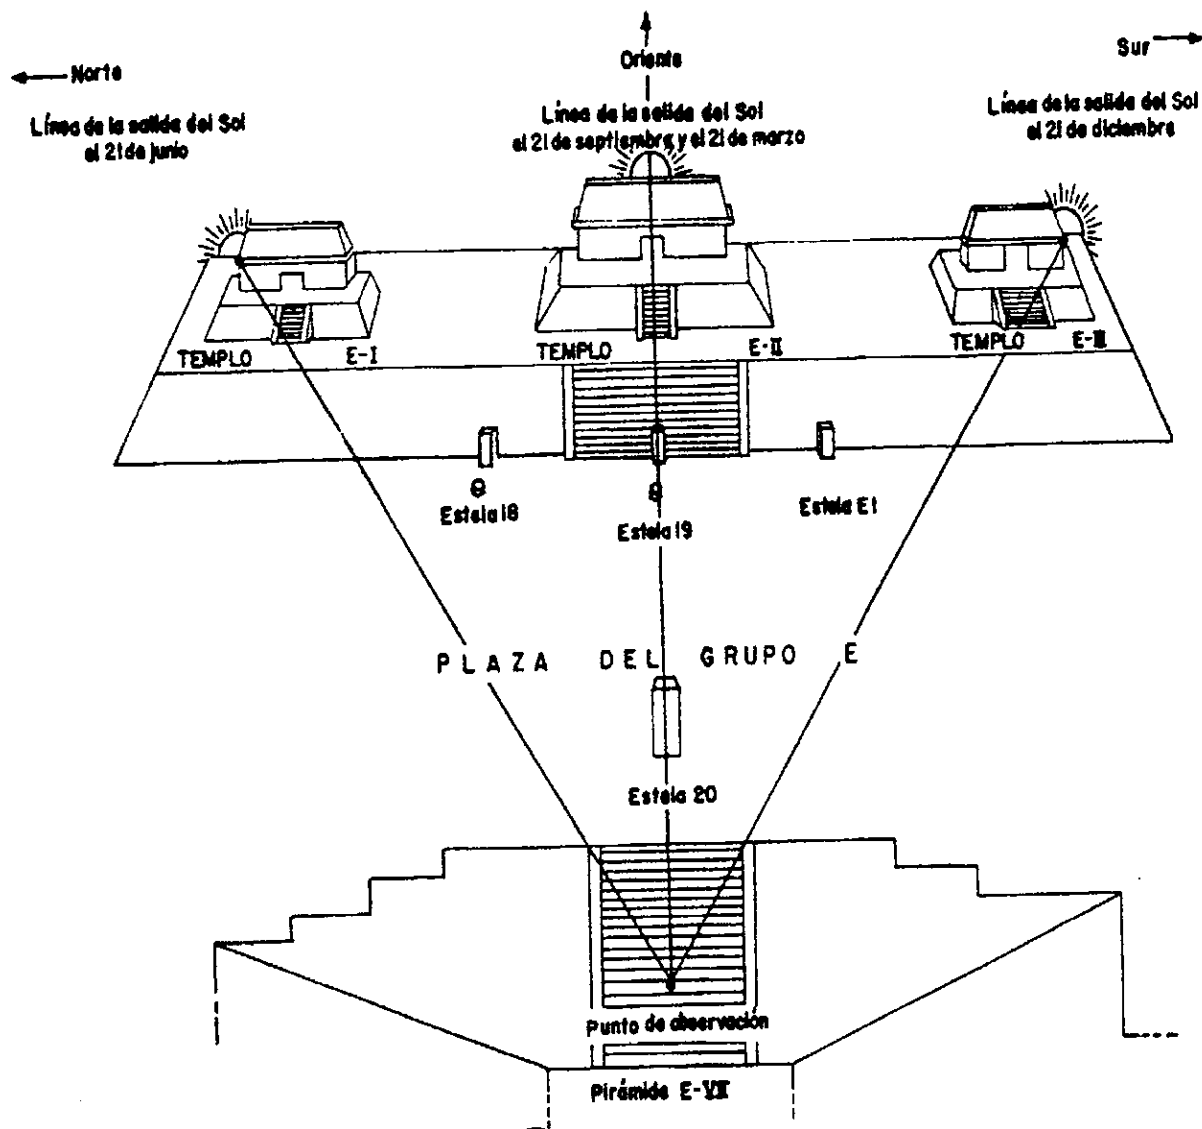 Norte
Oriente
Sur
Línea de la salida del Sol
el 21 de junio
Línea de la salida del Sol
el 21 de septiembre y el 21 de marzo
Línea de la salida del Sol
el 21 de diciembre
TEMPLO E-I
TEMPLO E-II
TEMPLO E-III
Estela 18
Estela 19
Estela E1
PLAZA DEL GRUPO E
Estela 20
Punto de observación
Pirámide E-VII